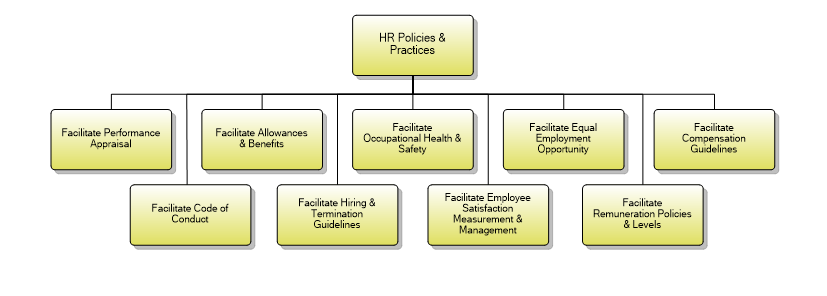 HR Policies &
Practices
Facilitate Performance
Appraisal
Facilitate Allowances
& Benefits
Facilitate
Occupational Health &
Safety
Facilitate Equal
Employment
Opportunity
Facilitate
Compensation
Guidelines
Facilitate Code of
Conduct
Facilitate Hiring &
Termination
Guidelines
Facilitate Employee
Satisfaction
Measurement &
Management
Facilitate
Remuneration Policies
& Levels